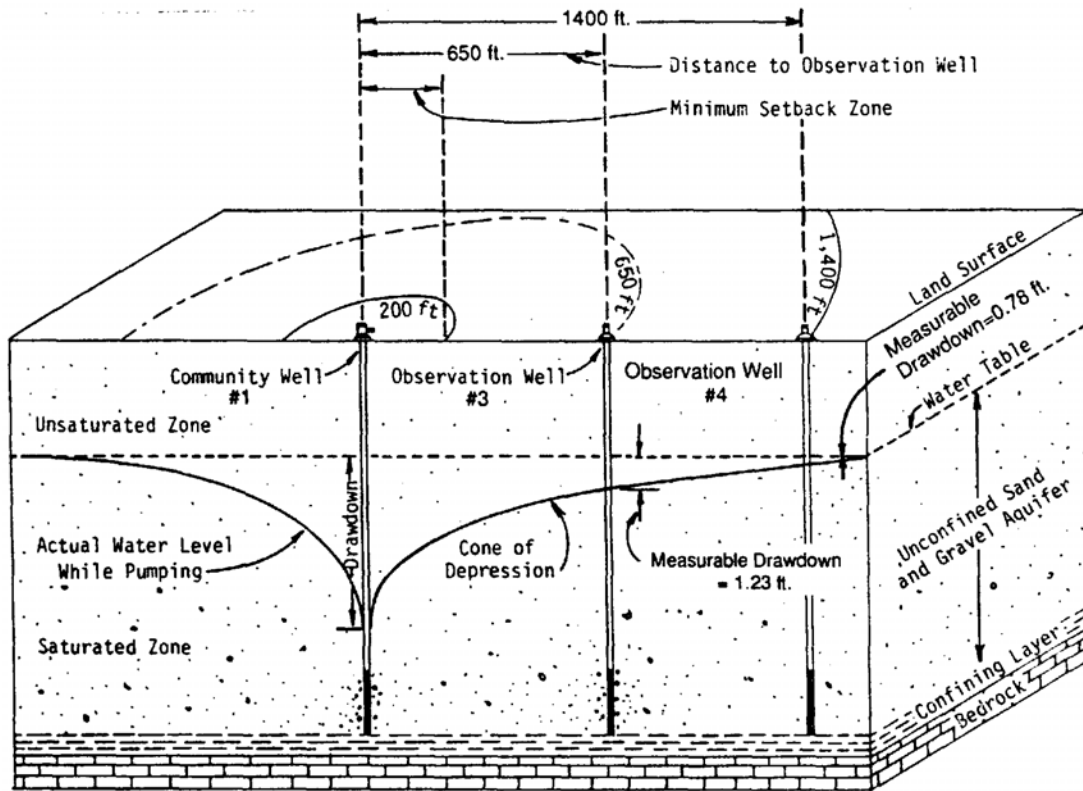 1400 ft.
650 ft.
Distance to Observation Well
Minimum Setback Zone
200 ft
650 ft
1,400 ft
Land Surface
Measurable
Drawdown=0.78 ft.
Water Table
Community Well
#1
Observation Well
#3
Observation Well
#4
Unsaturated Zone
Drawdown
Actual Water Level
While Pumping
Cone of
Depression
Measurable Drawdown
= 1.23 ft.
Unconfined Sand
and Gravel Aquifer
Saturated Zone
Confining Layer
Bedrock